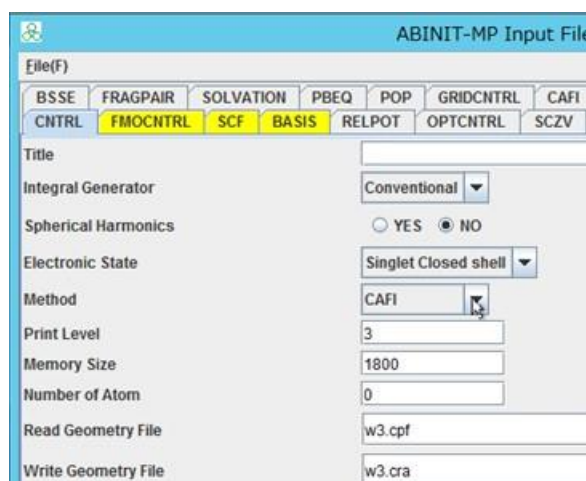 ABINIT-MP Input File
File(F)
BSSE FRAGPAIR SOLVATION PBEQ POP GRIDCNTRL CAFI
CNTRL FMOCNTRL SCF BASIS RELPOT OPTCNTRL SCZV
Title
Integral Generator Conventional
Spherical Harmonics YES NO
Electronic State Singlet Closed shell
Method CAFI
Print Level 3
Memory Size 1800
Number of Atom 0
Read Geometry File w3.cpf
Write Geometry File w3.cra